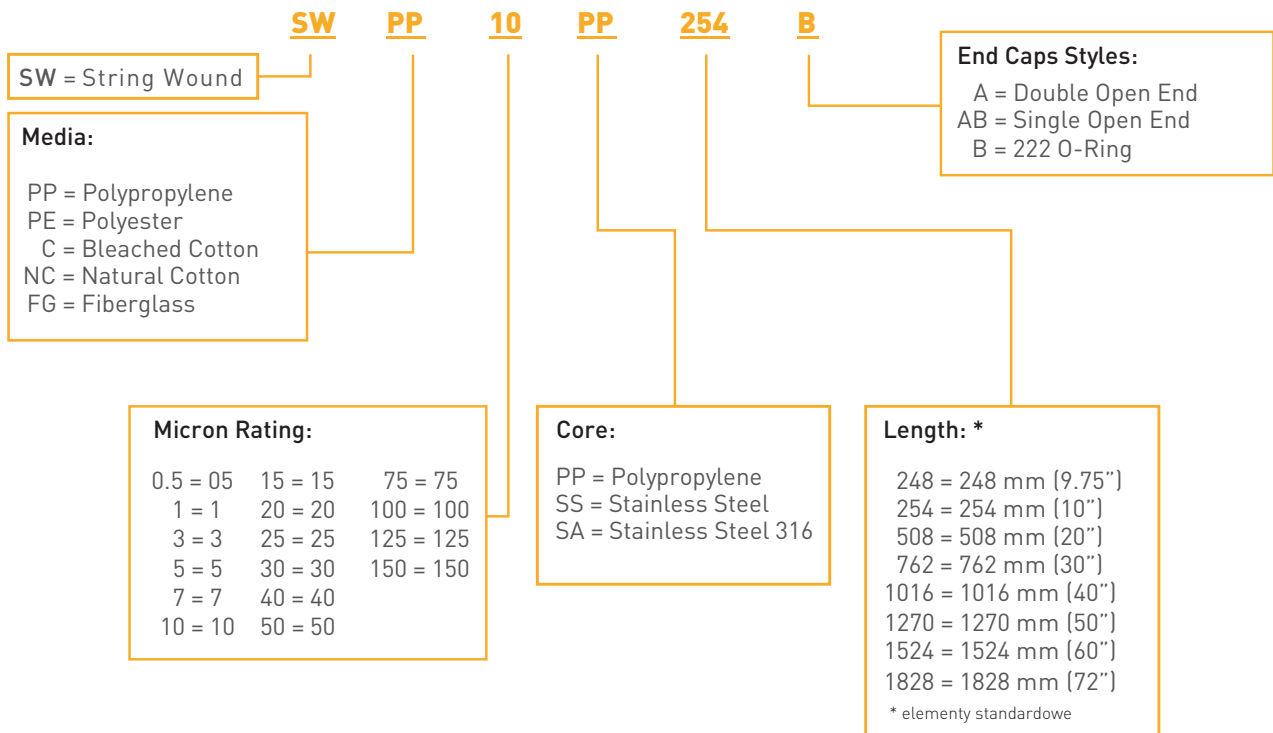 SW PP 10 PP 254 B
SW = String Wound
Media:
PP = Polypropylene
PE = Polyester
C = Bleached Cotton
NC = Natural Cotton
FG = Fiberglass
End Caps Styles:
A = Double Open End
AB = Single Open End
B = 222 O-Ring
Micron Rating:
0.5 = 05 15 = 15 75 = 75
1 = 1 20 = 20 100 = 100
3 = 3 25 = 25 125 = 125
5 = 5 30 = 30 150 = 150
7 = 7 40 = 40
10 = 10 50 = 50
Core:
PP = Polypropylene
SS = Stainless Steel
SA = Stainless Steel 316
Length: *
248 = 248 mm (9.75”)
254 = 254 mm (10”)
508 = 508 mm (20”)
762 = 762 mm (30”)
1016 = 1016 mm (40”)
1270 = 1270 mm (50”)
1524 = 1524 mm (60”)
1828 = 1828 mm (72”)
* elementy standardowe